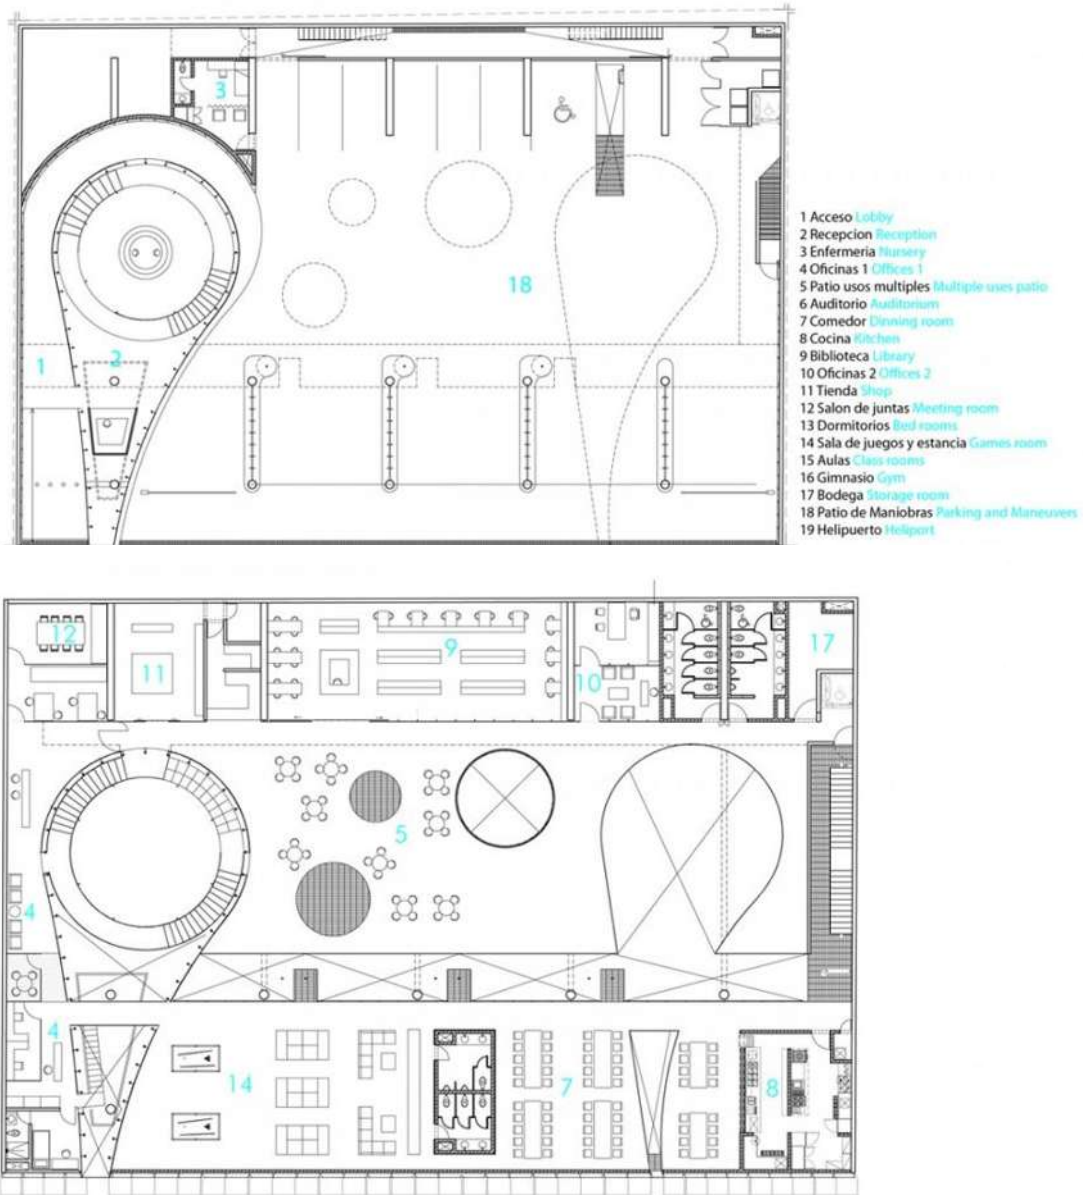 3
18
1
2
1 Acceso Lobby
2 Recepcion Reception
3 Enfermeria Nursery
4 Oficinas 1 Offices 1
5 Patio usos multiples Multiple uses patio
6 Auditorio Auditorium
7 Comedor Dinning room
8 Cocina Kitchen
9 Biblioteca Library
10 Oficinas 2 Offices 2
11 Tienda Shop
12 Salon de juntas Meeting room
13 Dormitorios Bed rooms
14 Sala de juegos y estancia Games room
15 Aulas Class rooms
16 Gimnasio Gym
17 Bodega Storage room
18 Patio de Maniobras Parking and Maneuvers
19 Helipuerto Heliport
12
11
9
10
17
5
4
4
14
7
8